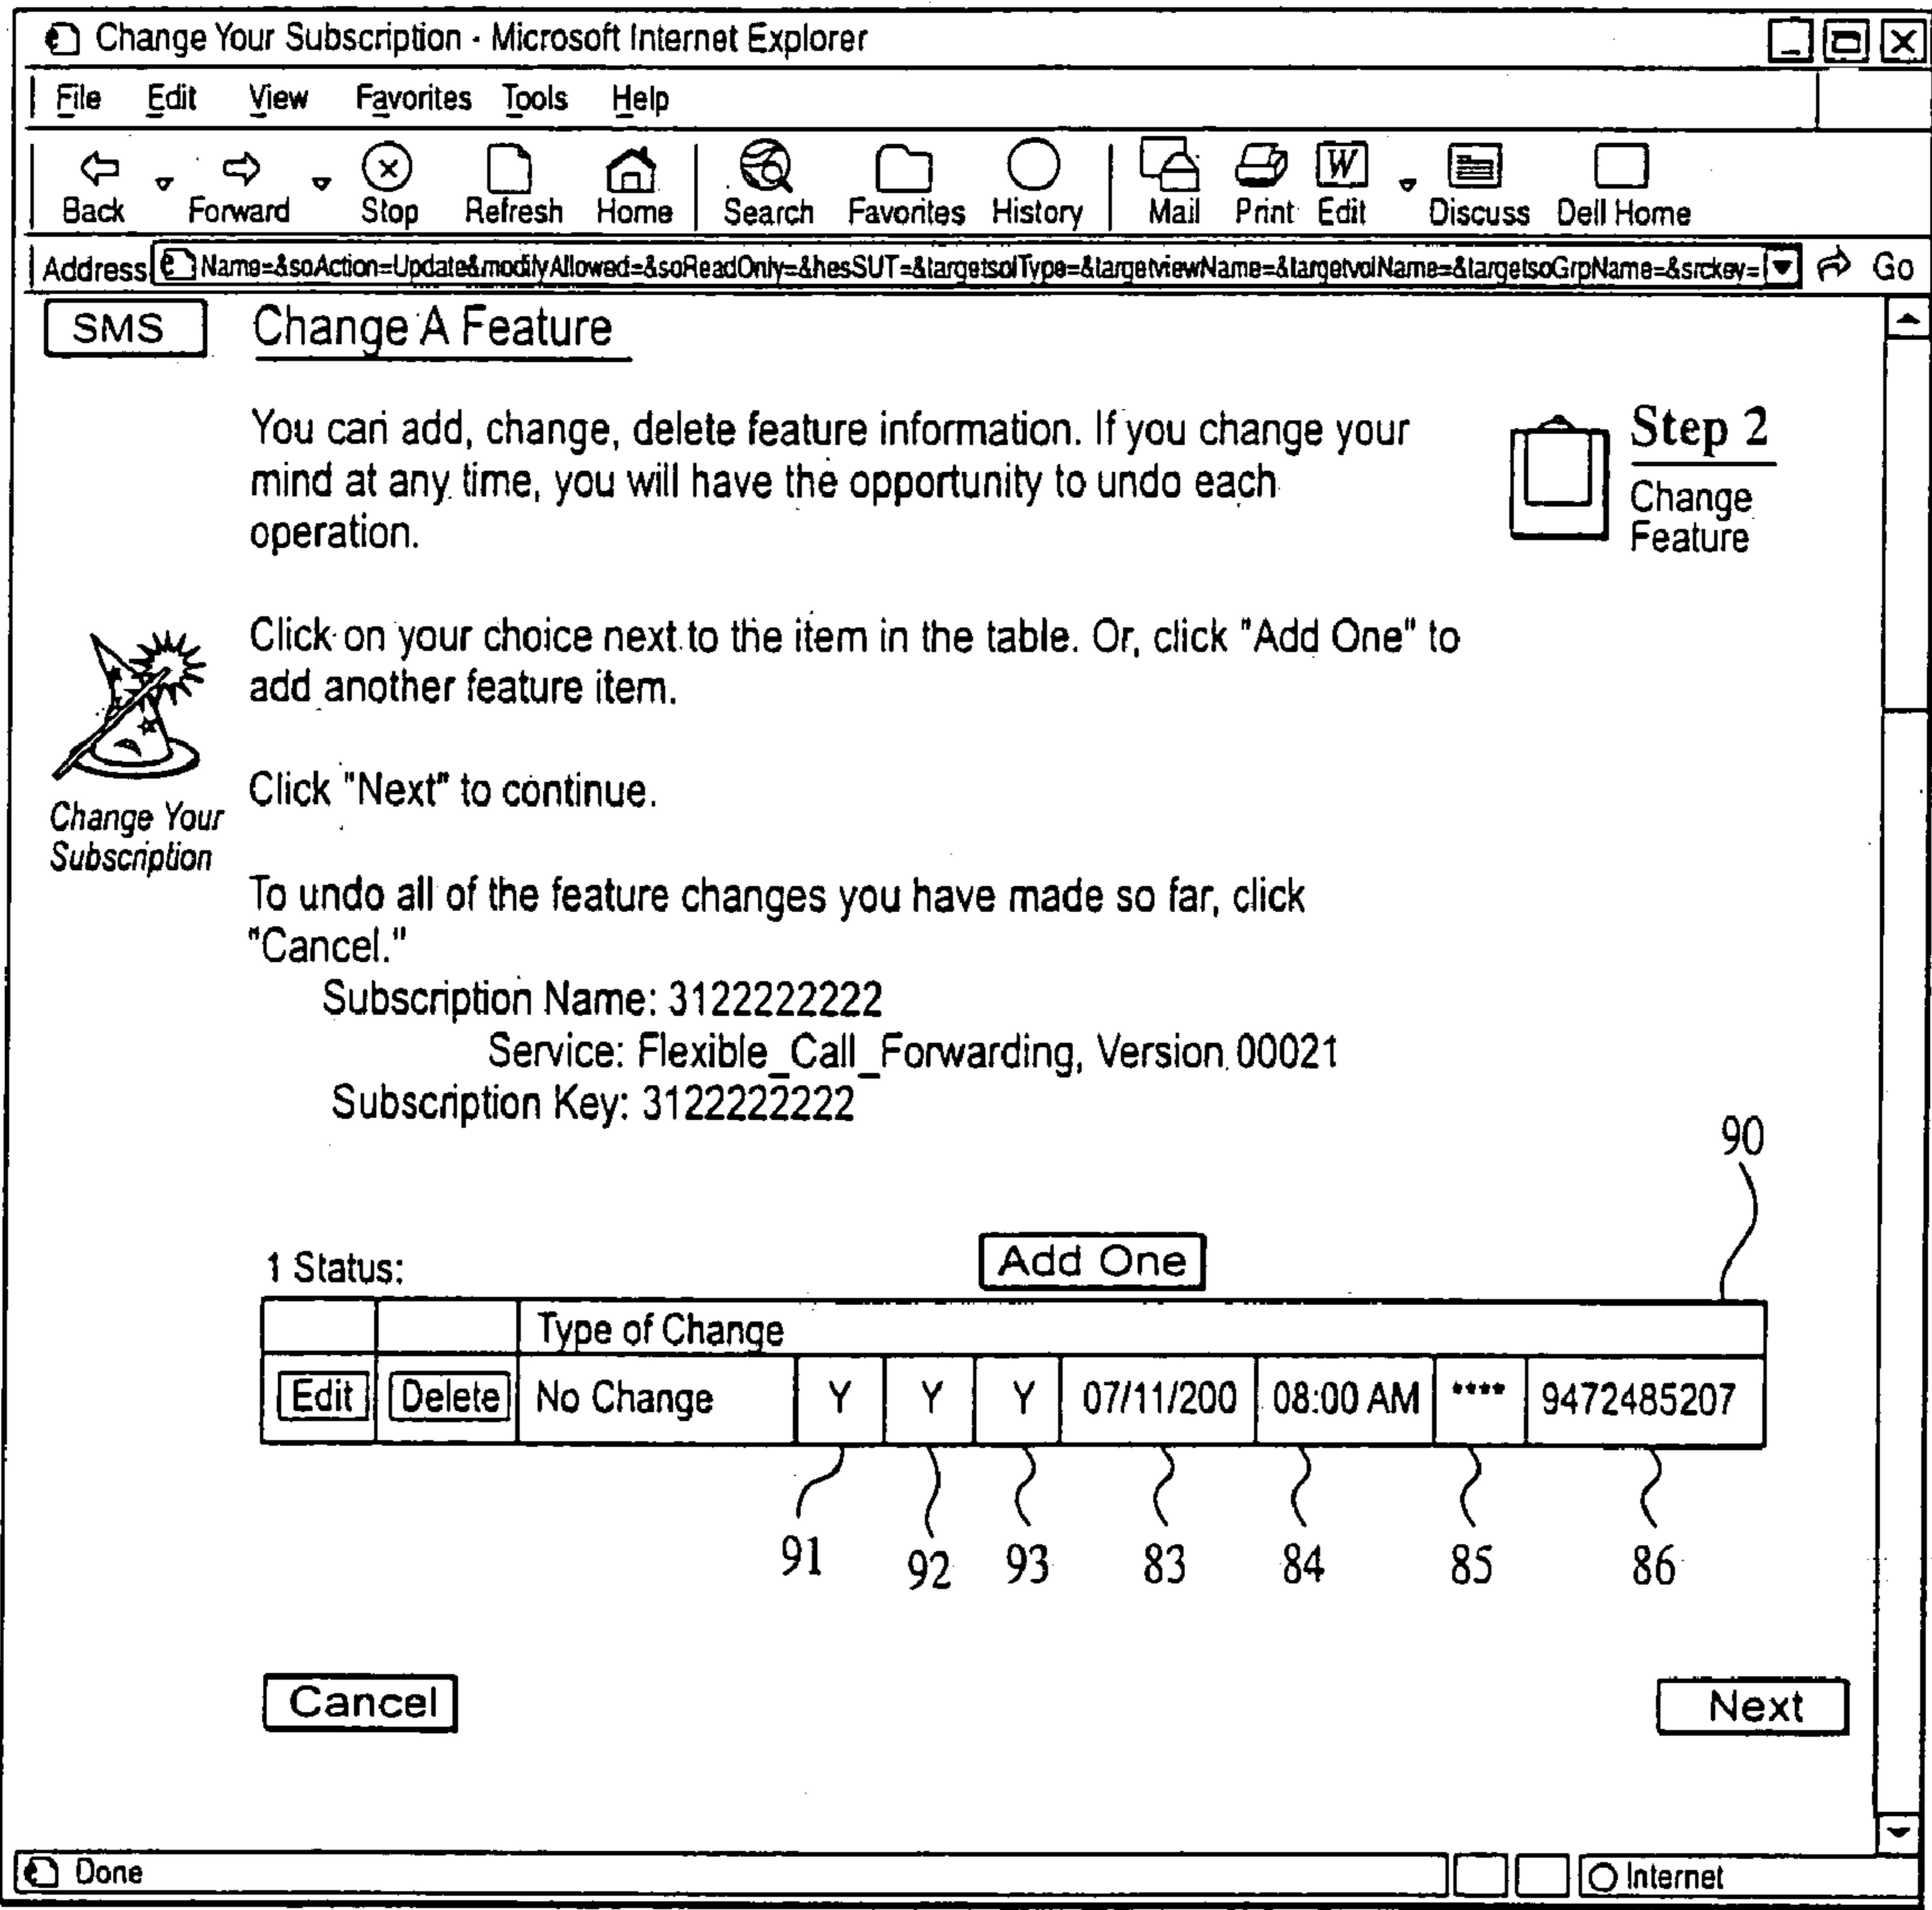 Change Your Subscription - Microsoft Internet Explorer
File Edit View Favorites Tools Help
Back Forward Stop Refresh Home Search Favorites History Mail Print Edit Discuss Dell Home
W
Address Name=&soAction=Update&modifyAllowed=&soReadOnly=&hesSUT=&targetsolType=&targetviewName=&targetvolName=&targetsoGrpName=&srckey= Go
SMS Change A Feature
You can add, change, delete feature information. If you change your
mind at any time, you will have the opportunity to undo each
operation.
Step 2
Change
Feature
Click on your choice next to the item in the table. Or, click "Add One" to
add another feature item.
Click "Next" to continue.
Change Your
Subscription
To undo all of the feature changes you have made so far, click
"Cancel."
Subscription Name: 3122222222
Service: Flexible_Call_Forwarding, Version 00021
Subscription Key: 3122222222
90
1 Status: Add One
Type of Change
Edit Delete No Change Y Y Y 07/11/200 08:00 AM **** 9472485207
91 92 93 83 84 85 86
Cancel Next
Done Internet